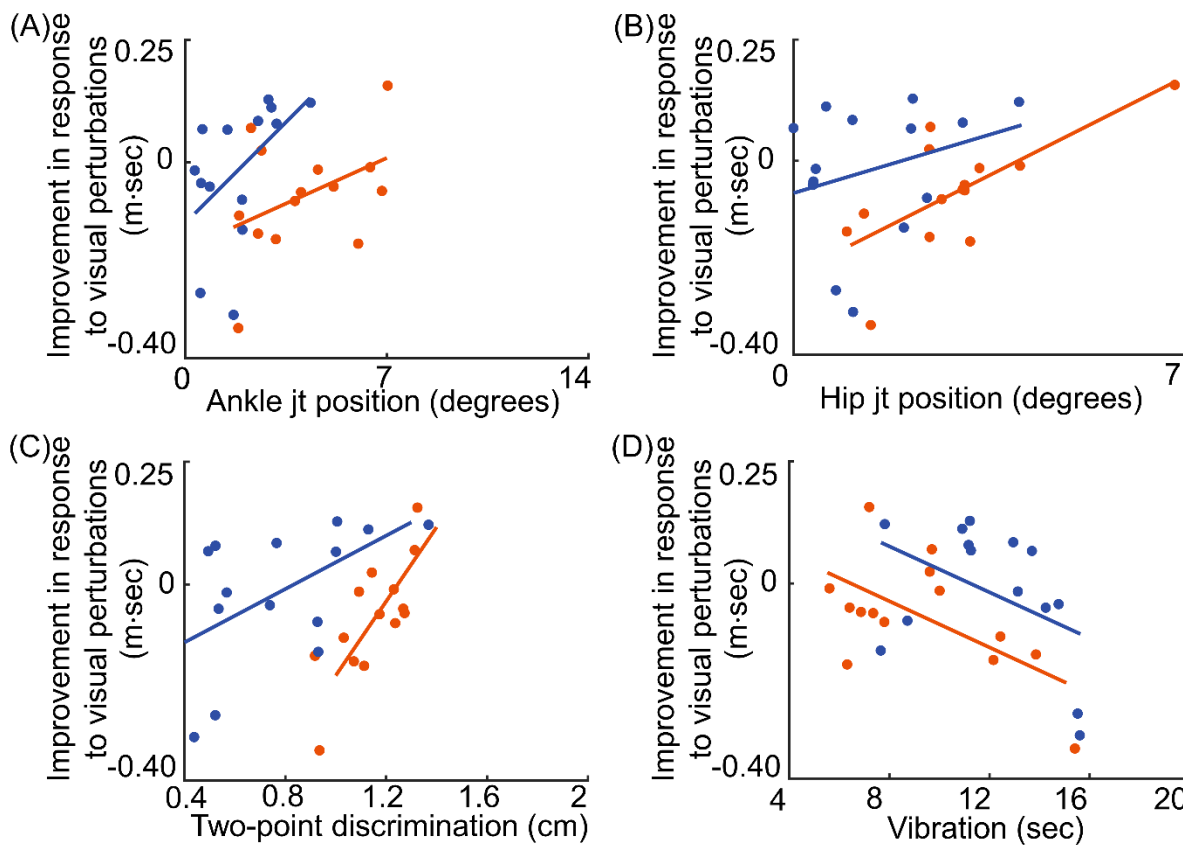 (A)
Improvement in response
to visual perturbations
(m·sec)
0.25
0
-0.40
0
7
14
Ankle jt position (degrees)
(B)
Improvement in response
to visual perturbations
(m·sec)
0.25
0
-0.40
0
7
Hip jt position (degrees)
(C)
Improvement in response
to visual perturbations
(m·sec)
0.25
0
-0.40
0.4
0.8
1.2
1.6
2
Two-point discrimination (cm)
(D)
Improvement in response
to visual perturbations
(m·sec)
0.25
0
-0.40
4
8
12
16
20
Vibration (sec)